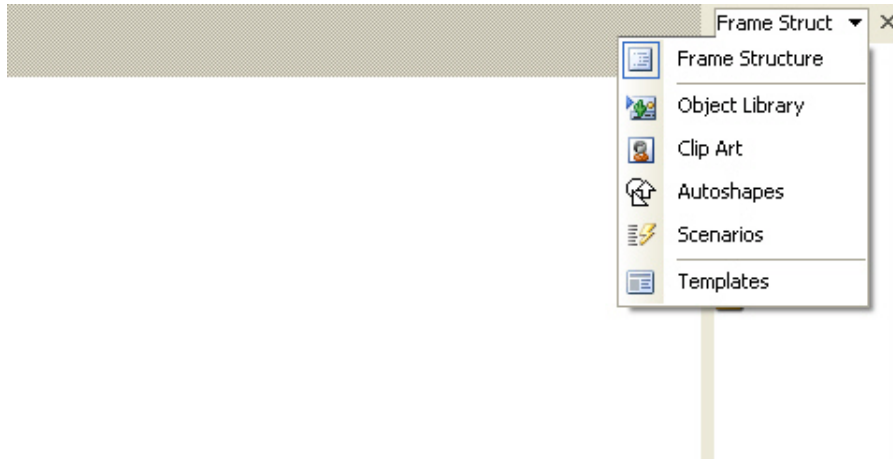 Frame Struct
Frame Structure
Object Library
Clip Art
Autoshapes
Scenarios
Templates